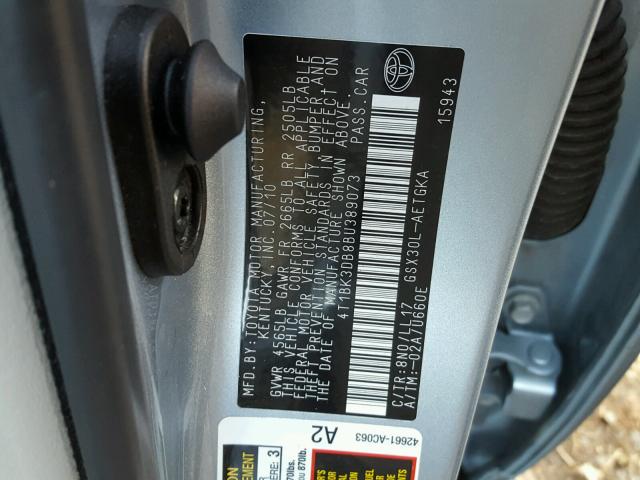 MFD.BY:TOYOTA MOTOR MANUFACTURING,
KENTUCKY, INC. 07/10
GVWR 4565LB GAWR FR 2665LB RR 2505LB
THIS VEHICLE CONFORMS TO ALL APPLICABLE
FEDERAL MOTOR VEHICLE SAFETY BUMPER,AND
THEFT PREVENTION STANDARDS IN EFFECT ON
THE DATE OF MANUFACTURE SHOWN ABOVE.
4T1BK3DB8BU389073 PASS.CAR
C/TR:8N0/LL17 GSX30L-AETGKA
A/TM:-02A/U660E 15943
42661-AC063
A2